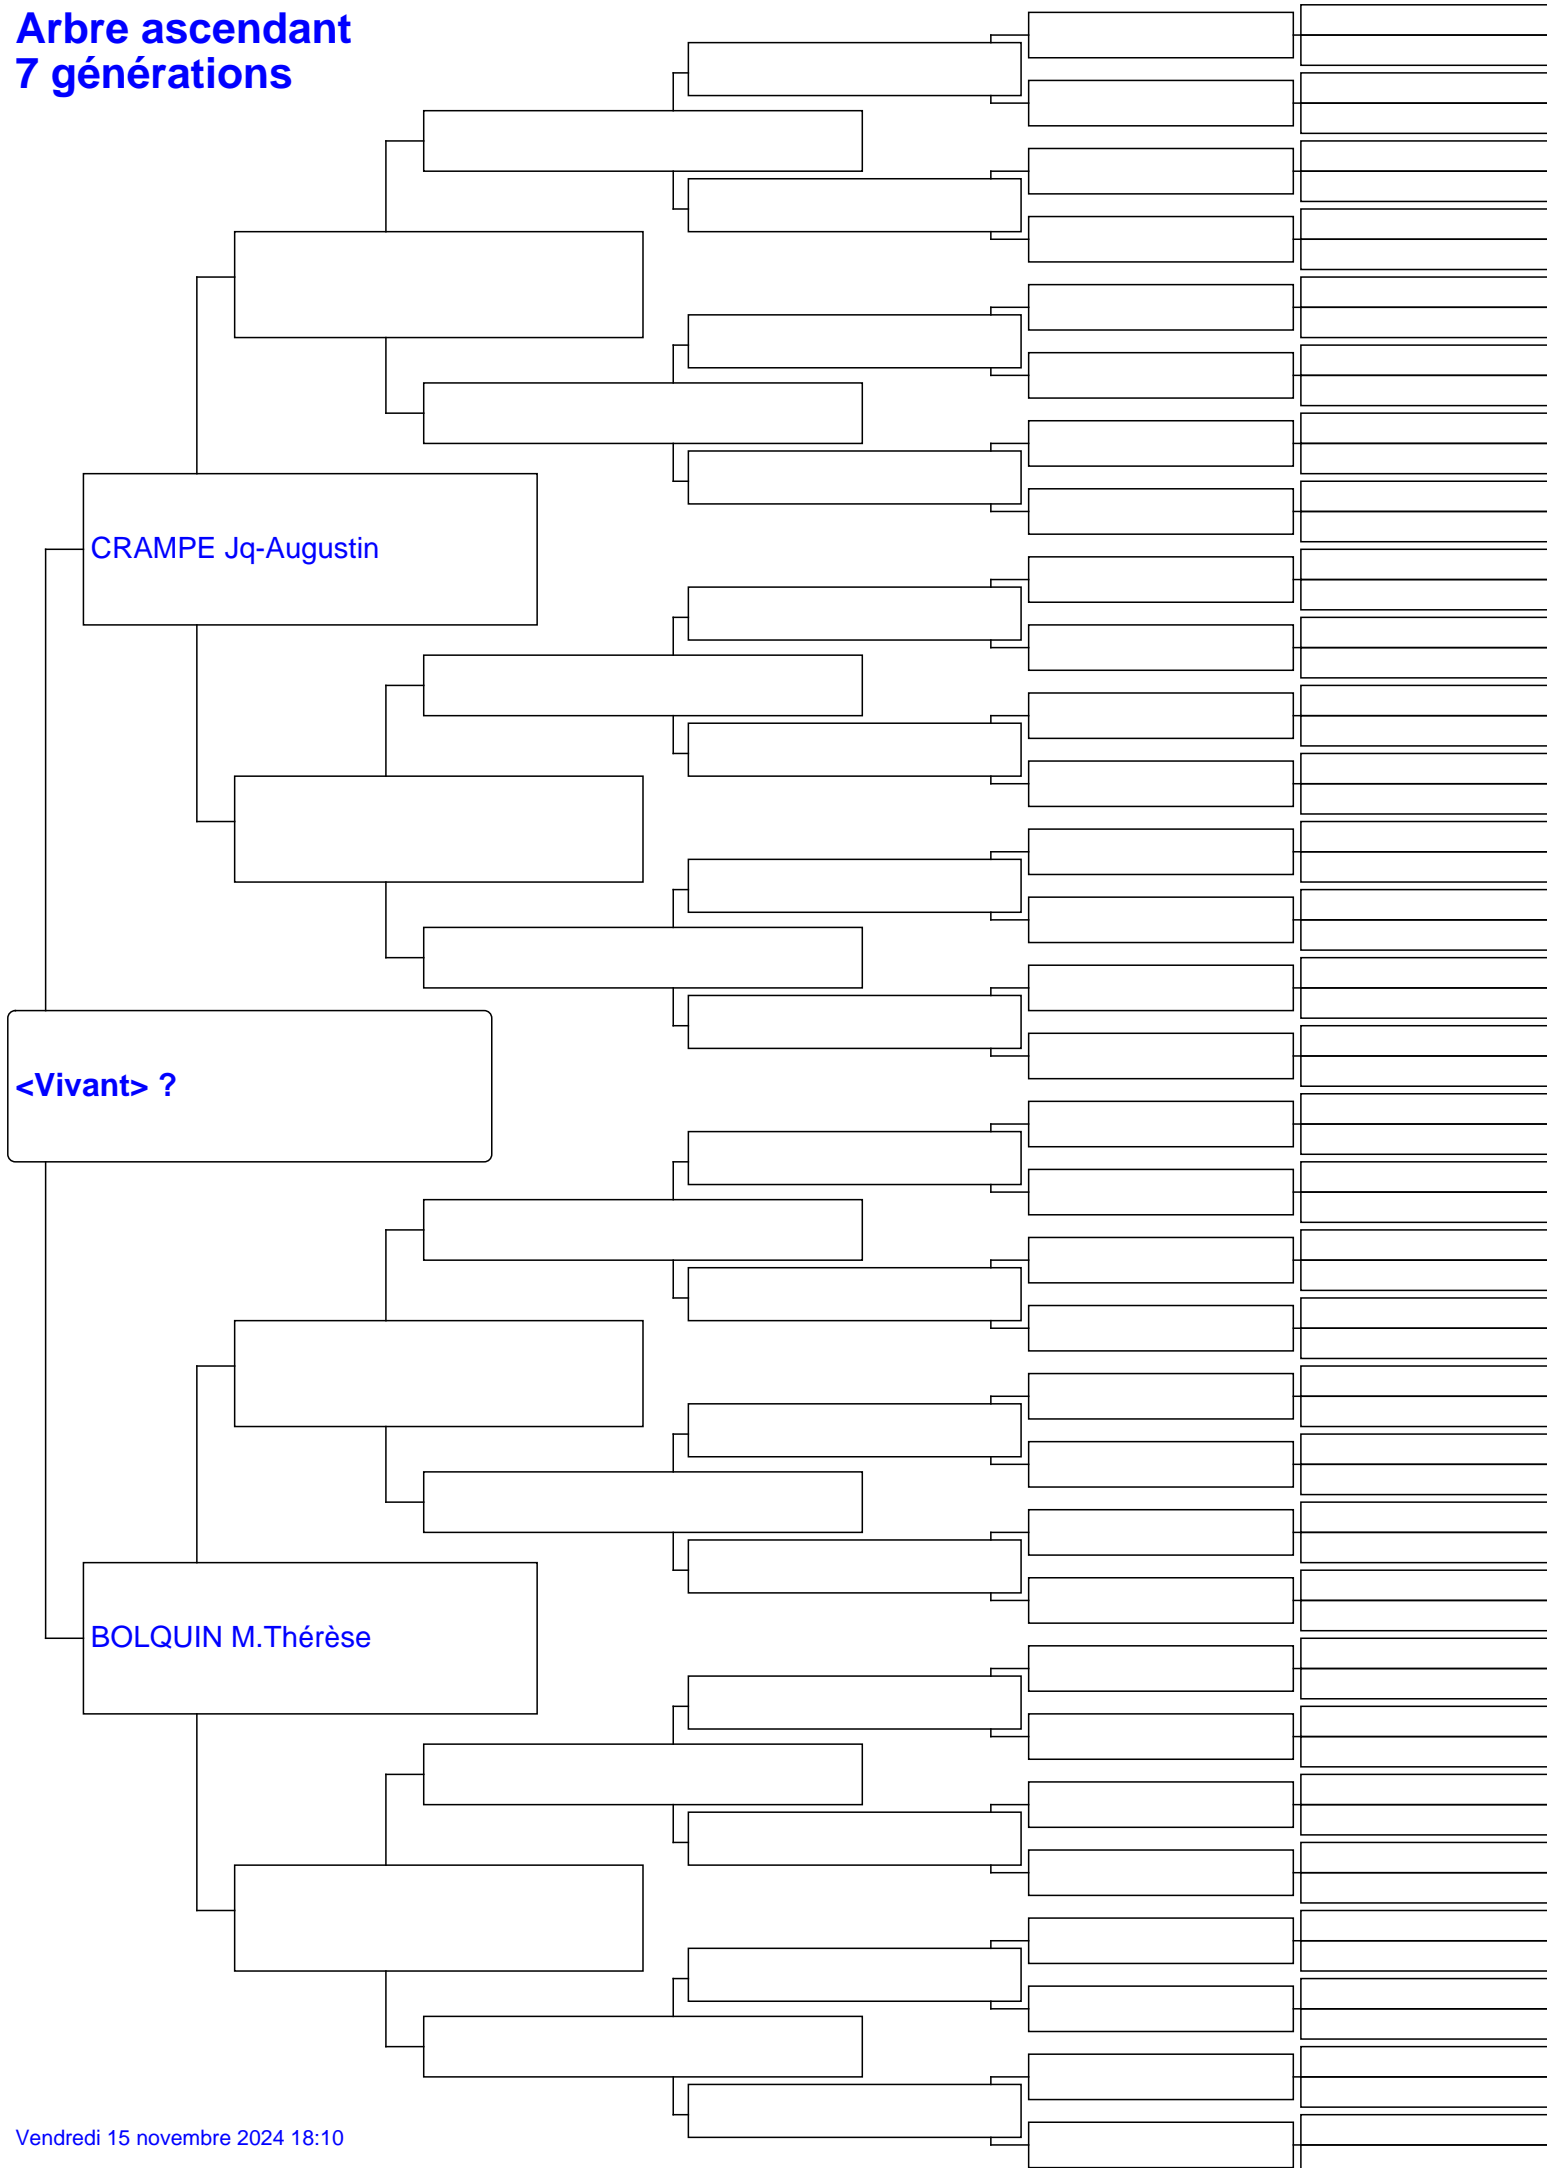 Arbre ascendant
7 générations
CRAMPE Jq-Augustin
<Vivant> ?
BOLQUIN M.Thérèse
Vendredi 15 novembre 2024 18:10